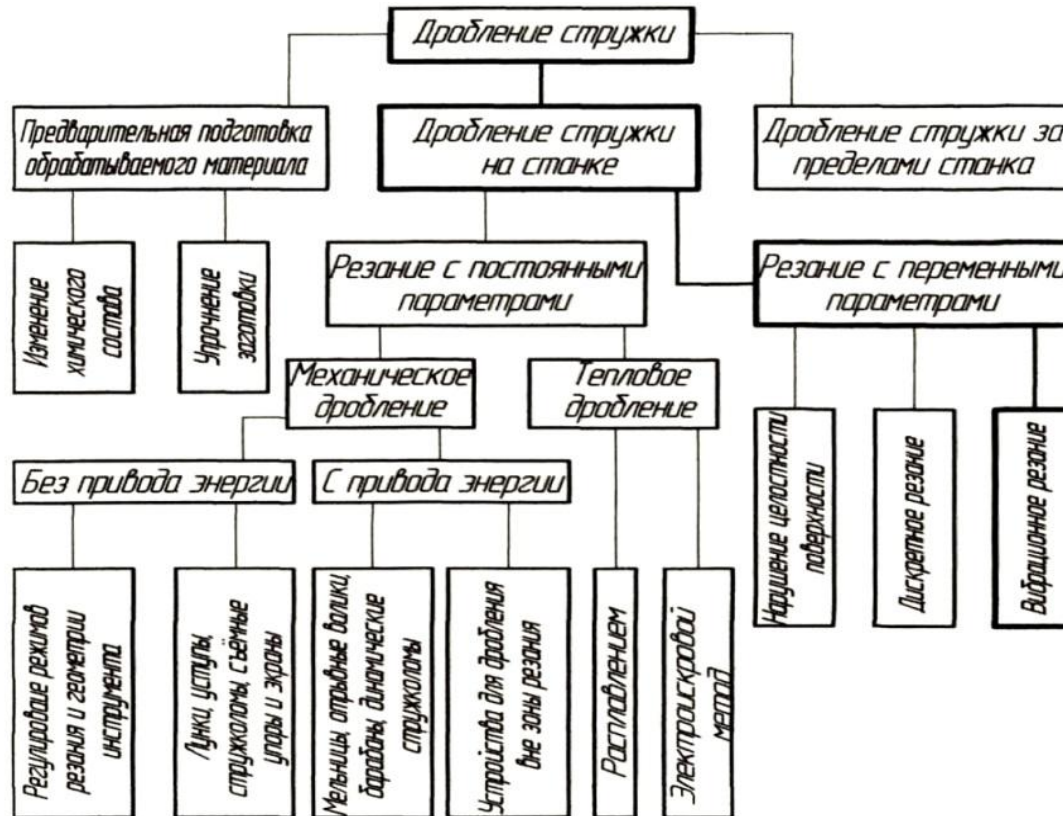 Дробление стружки
Предварительная подготовка
обрабатываемого материала
Дробление стружки
на станке
Дробление стружки за
пределами станка
Изменение
химического
состава
Упрочнение
заготовки
Резание с постоянными
параметрами
Резание с переменными
параметрами
Механическое
дробление
Тепловое
дробление
Без привода энергии
С привода энергии
Нарушение целостности
поверхности
Дискретное резание
Вибрационное резание
Регулироваие режимов
резания и геометрии
инструмента
Лунки, уступы,
стружколомы, съёмные
упоры и экраны
Мельницы, отрывные валики,
барабаны, динамические
стружколомы
Устройства для дробления
вне зоны резания
Расплавлением
Электроискровой
метод